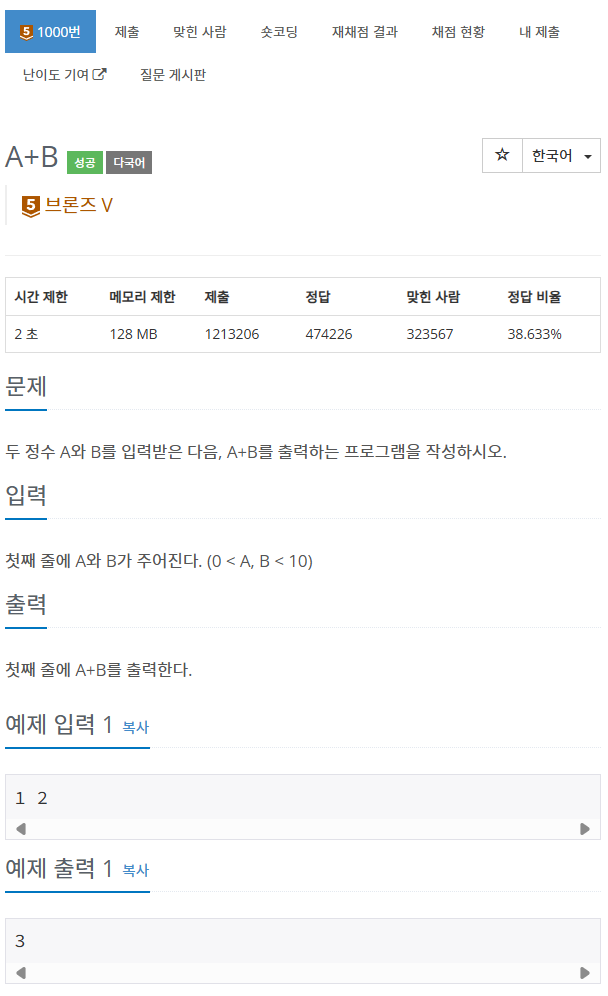 5 1000번 제출 맞힌 사람 숏코딩 재채점 결과 채점 현황 내 제출
난이도 기여 질문 게시판
A+B 성공 다국어 한국어
5 브론즈 V
시간 제한 메모리 제한 제출 정답 맞힌 사람 정답 비율
2 초 128 MB 1213206 474226 323567 38.633%
문제
두 정수 A와 B를 입력받은 다음, A+B를 출력하는 프로그램을 작성하시오.
입력
첫째 줄에 A와 B가 주어진다. (0 < A, B < 10)
출력
첫째 줄에 A+B를 출력한다.
예제 입력 1 복사
1 2
예제 출력 1 복사
3